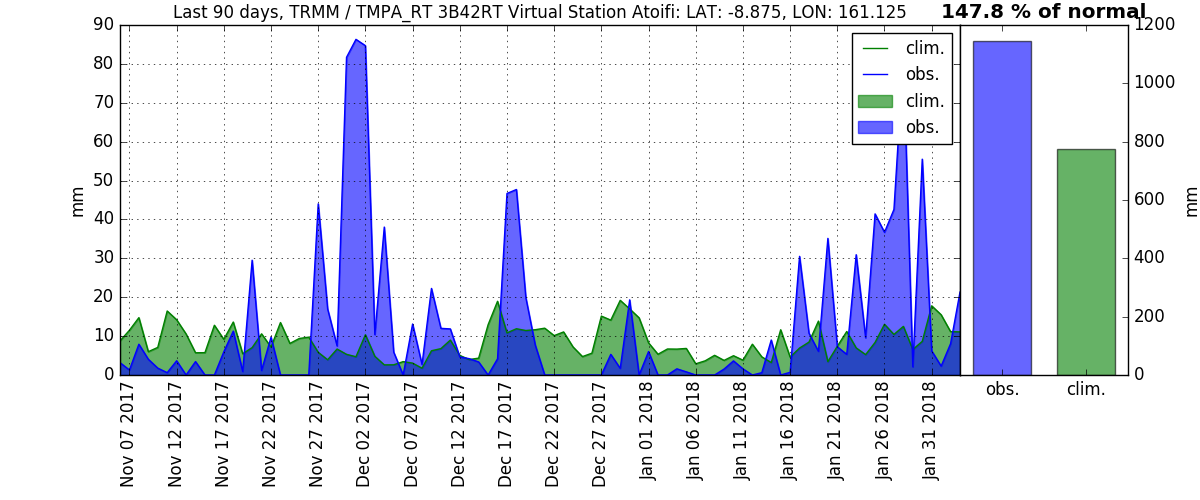 Last 90 days, TRMM / TMPA_RT 3B42RT Virtual Station Atoifi: LAT: -8.875, LON: 161.125
147.8 % of normal
90
80
70
60
50
40
30
20
10
0
mm
clim.
obs.
clim.
obs.
1200
1000
800
600
400
200
0
mm
obs.
clim.
Nov 07 2017
Nov 12 2017
Nov 17 2017
Nov 22 2017
Nov 27 2017
Dec 02 2017
Dec 07 2017
Dec 12 2017
Dec 17 2017
Dec 22 2017
Dec 27 2017
Jan 01 2018
Jan 06 2018
Jan 11 2018
Jan 16 2018
Jan 21 2018
Jan 26 2018
Jan 31 2018